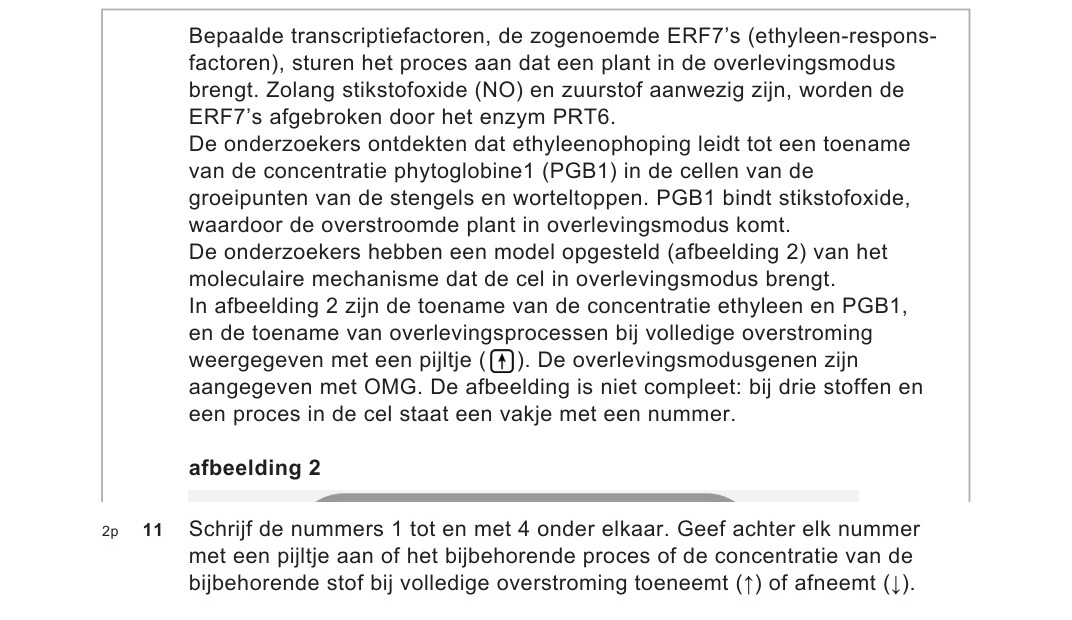 Bepaalde transcriptiefactoren, de zogenoemde ERF7’s (ethyleen-respons-
factoren), sturen het proces aan dat een plant in de overlevingsmodus
brengt. Zolang stikstofoxide (NO) en zuurstof aanwezig zijn, worden de
ERF7’s afgebroken door het enzym PRT6.
De onderzoekers ontdekten dat ethyleenophoping leidt tot een toename
van de concentratie phytoglobine1 (PGB1) in de cellen van de
groeipunten van de stengels en worteltoppen. PGB1 bindt stikstofoxide,
waardoor de overstroomde plant in overlevingsmodus komt.
De onderzoekers hebben een model opgesteld (afbeelding 2) van het
moleculaire mechanisme dat de cel in overlevingsmodus brengt.
In afbeelding 2 zijn de toename van de concentratie ethyleen en PGB1,
en de toename van overlevingsprocessen bij volledige overstroming
weergegeven met een pijltje (↑). De overlevingsmodusgenen zijn
aangegeven met OMG. De afbeelding is niet compleet: bij drie stoffen en
een proces in de cel staat een vakje met een nummer.
afbeelding 2
2p 11 Schrijf de nummers 1 tot en met 4 onder elkaar. Geef achter elk nummer
met een pijltje aan of het bijbehorende proces of de concentratie van de
bijbehorende stof bij volledige overstroming toeneemt (↑) of afneemt (↓).